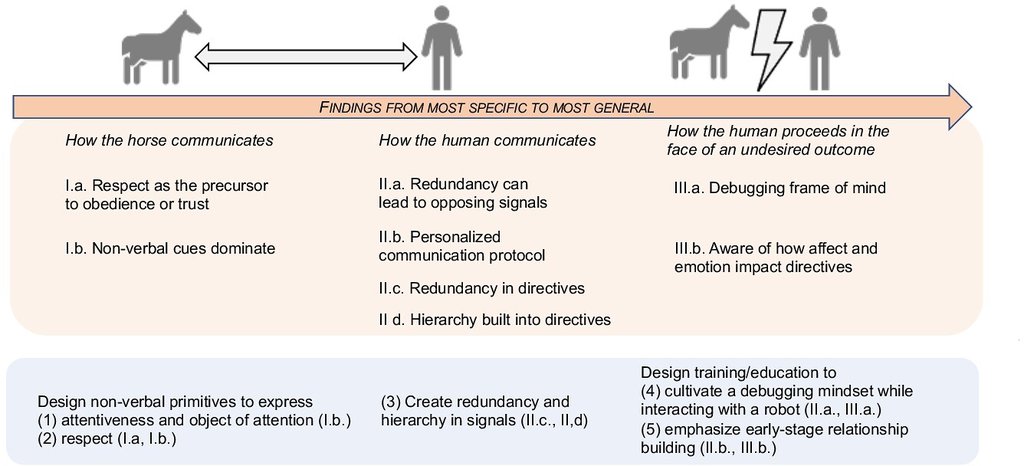 FINDINGS FROM MOST SPECIFIC TO MOST GENERAL
How the horse communicates
I.a. Respect as the precursor
to obedience or trust
I.b. Non-verbal cues dominate
How the human communicates
II.a. Redundancy can
lead to opposing signals
II.b. Personalized
communication protocol
II.c. Redundancy in directives
II d. Hierarchy built into directives
How the human proceeds in the
face of an undesired outcome
III.a. Debugging frame of mind
III.b. Aware of how affect and
emotion impact directives
Design non-verbal primitives to express
(1) attentiveness and object of attention (I.b.)
(2) respect (I.a, I.b.)
(3) Create redundancy and
hierarchy in signals (II.c., II,d)
Design training/education to
(4) cultivate a debugging mindset while
interacting with a robot (II.a., III.a.)
(5) emphasize early-stage relationship
building (II.b., III.b.)